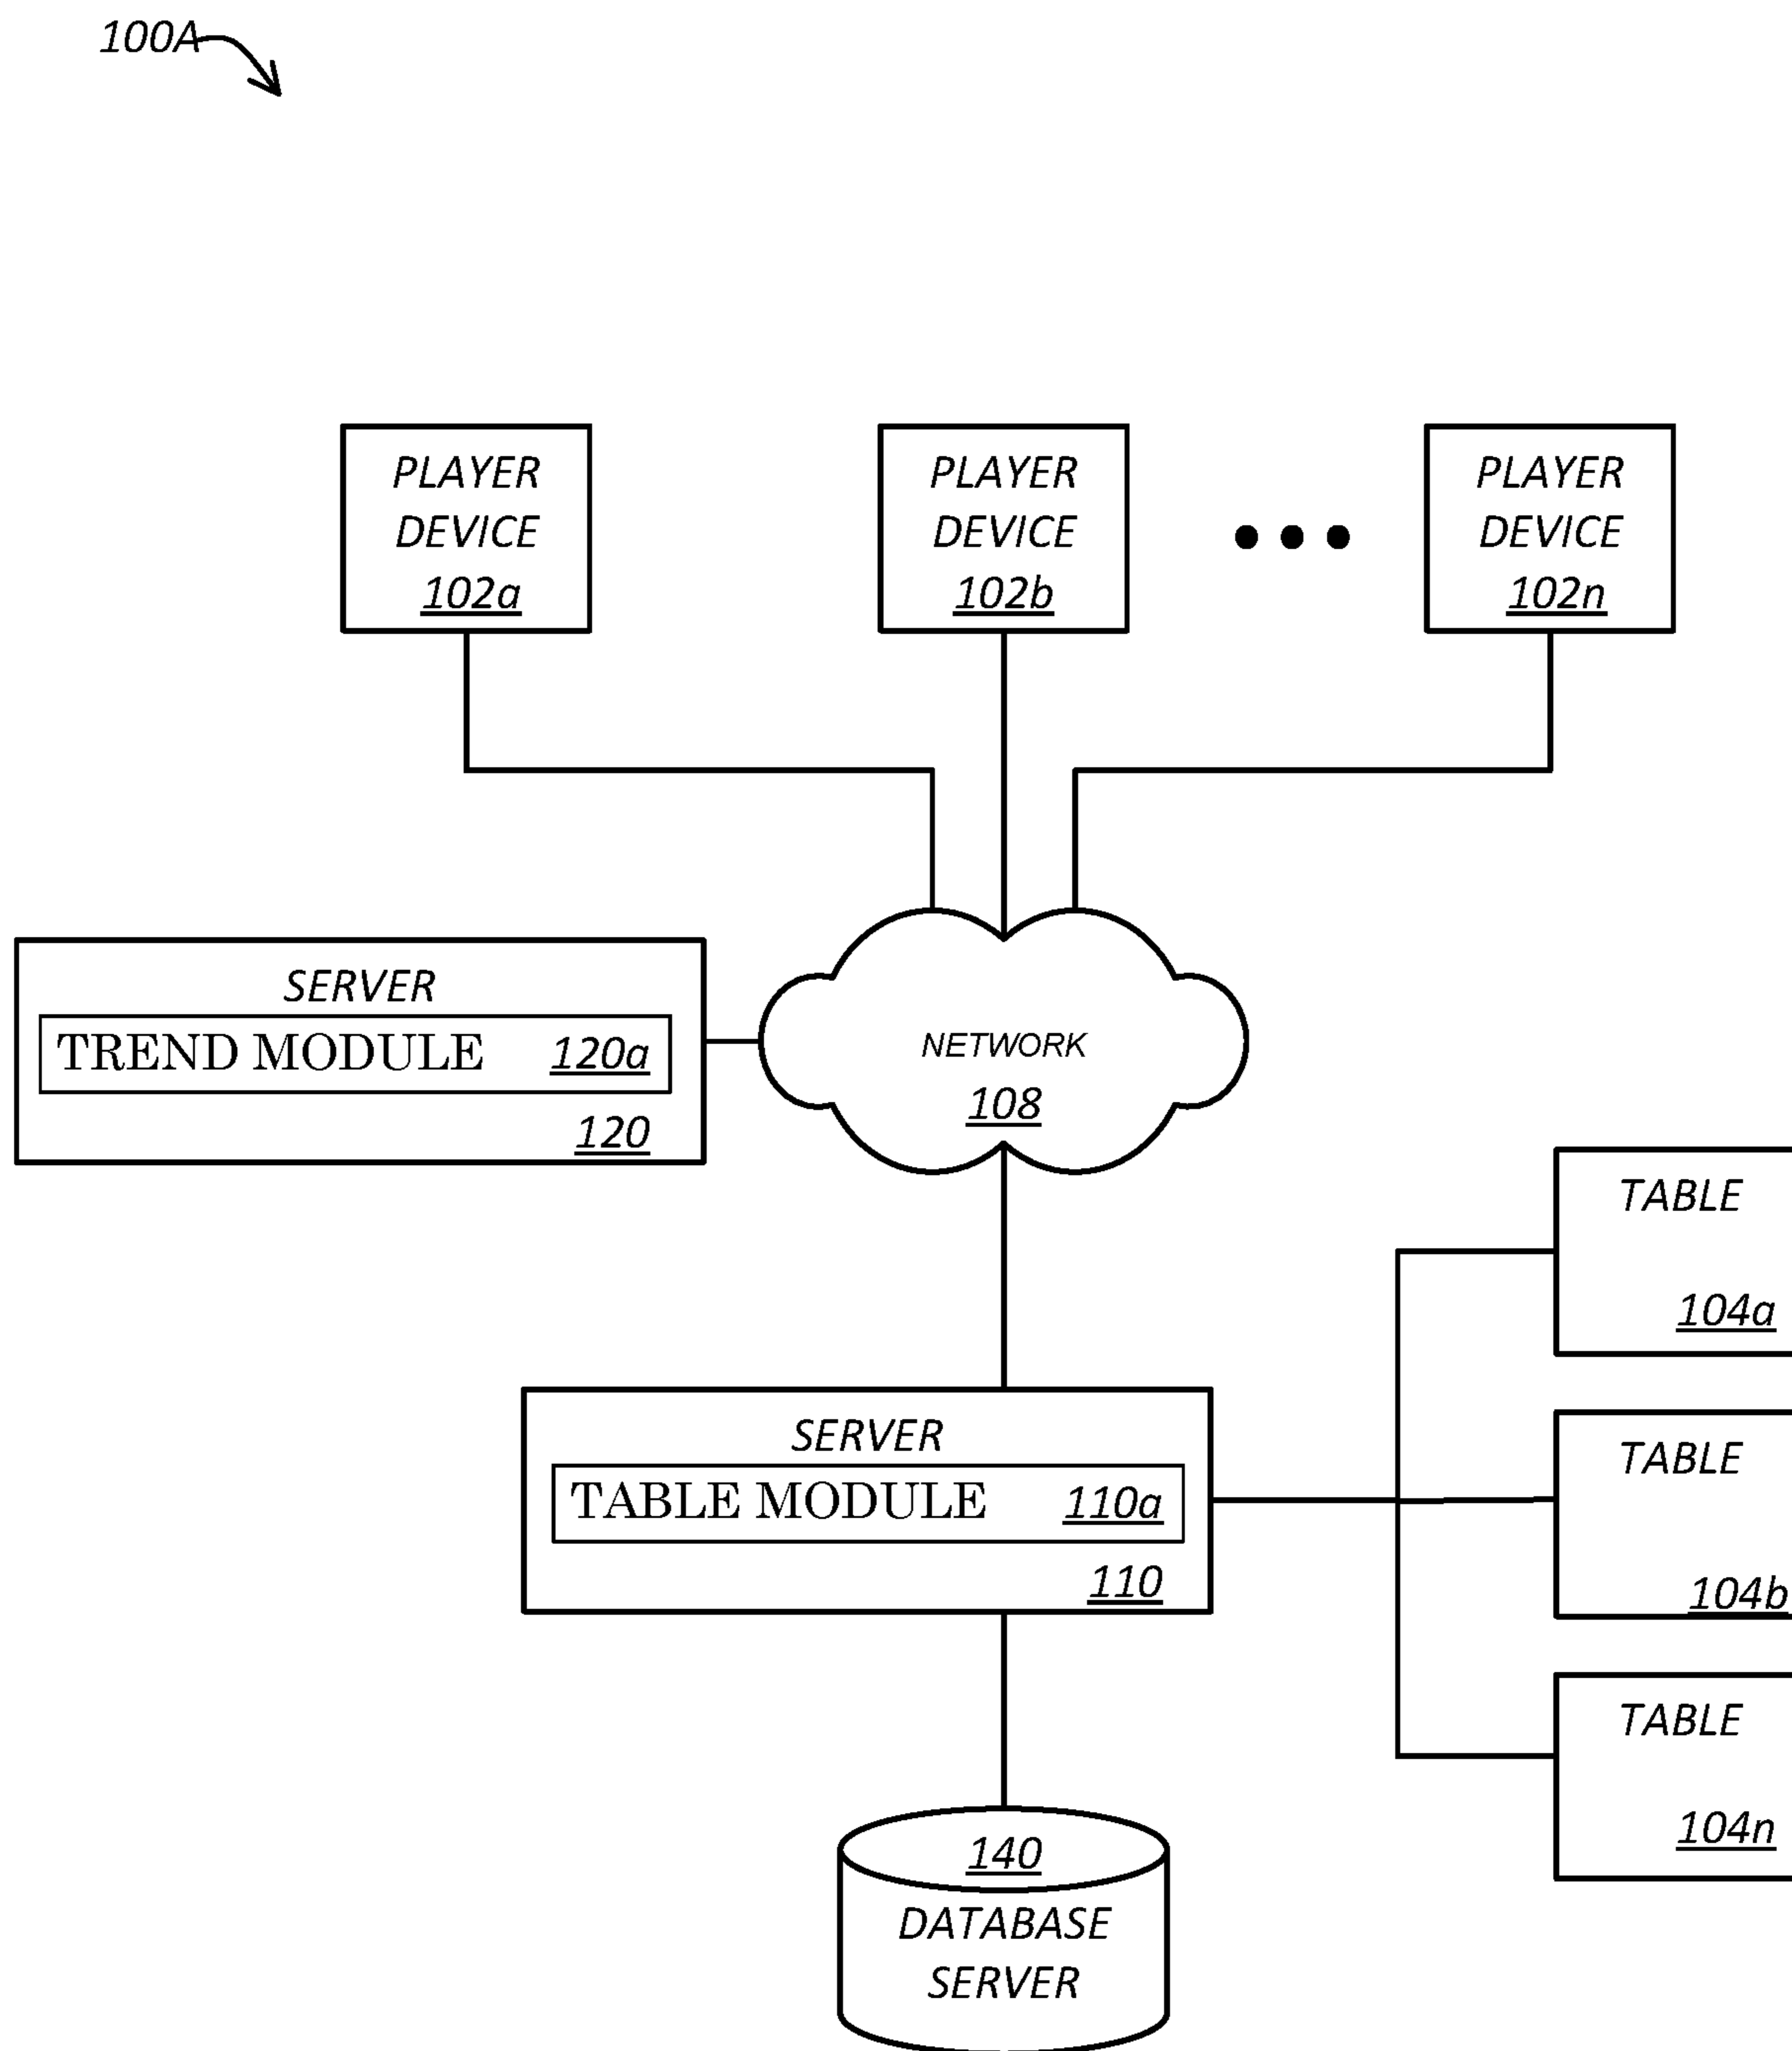 100A
PLAYER
DEVICE
102a
PLAYER
DEVICE
102b
PLAYER
DEVICE
102n
SERVER
TREND MODULE 120a
120
NETWORK
108
TABLE
104a
SERVER
TABLE MODULE 110a
110
TABLE
104b
TABLE
104n
140
DATABASE
SERVER